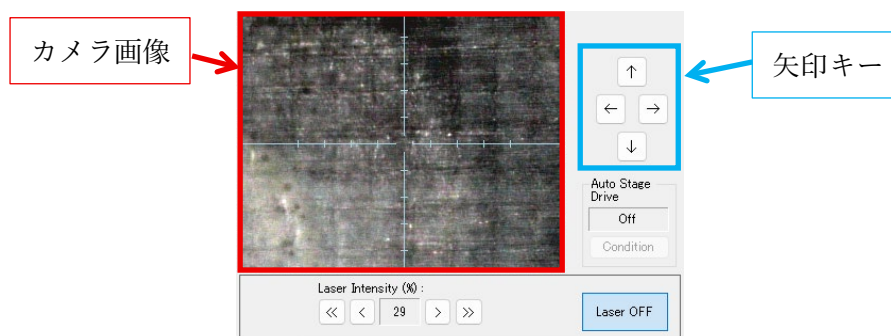 カメラ画像
矢印キー
↑
← →
↓
Auto Stage
Drive
Off
Condition
Laser Intensity (%) :
≪ < 29 > ≫
Laser OFF